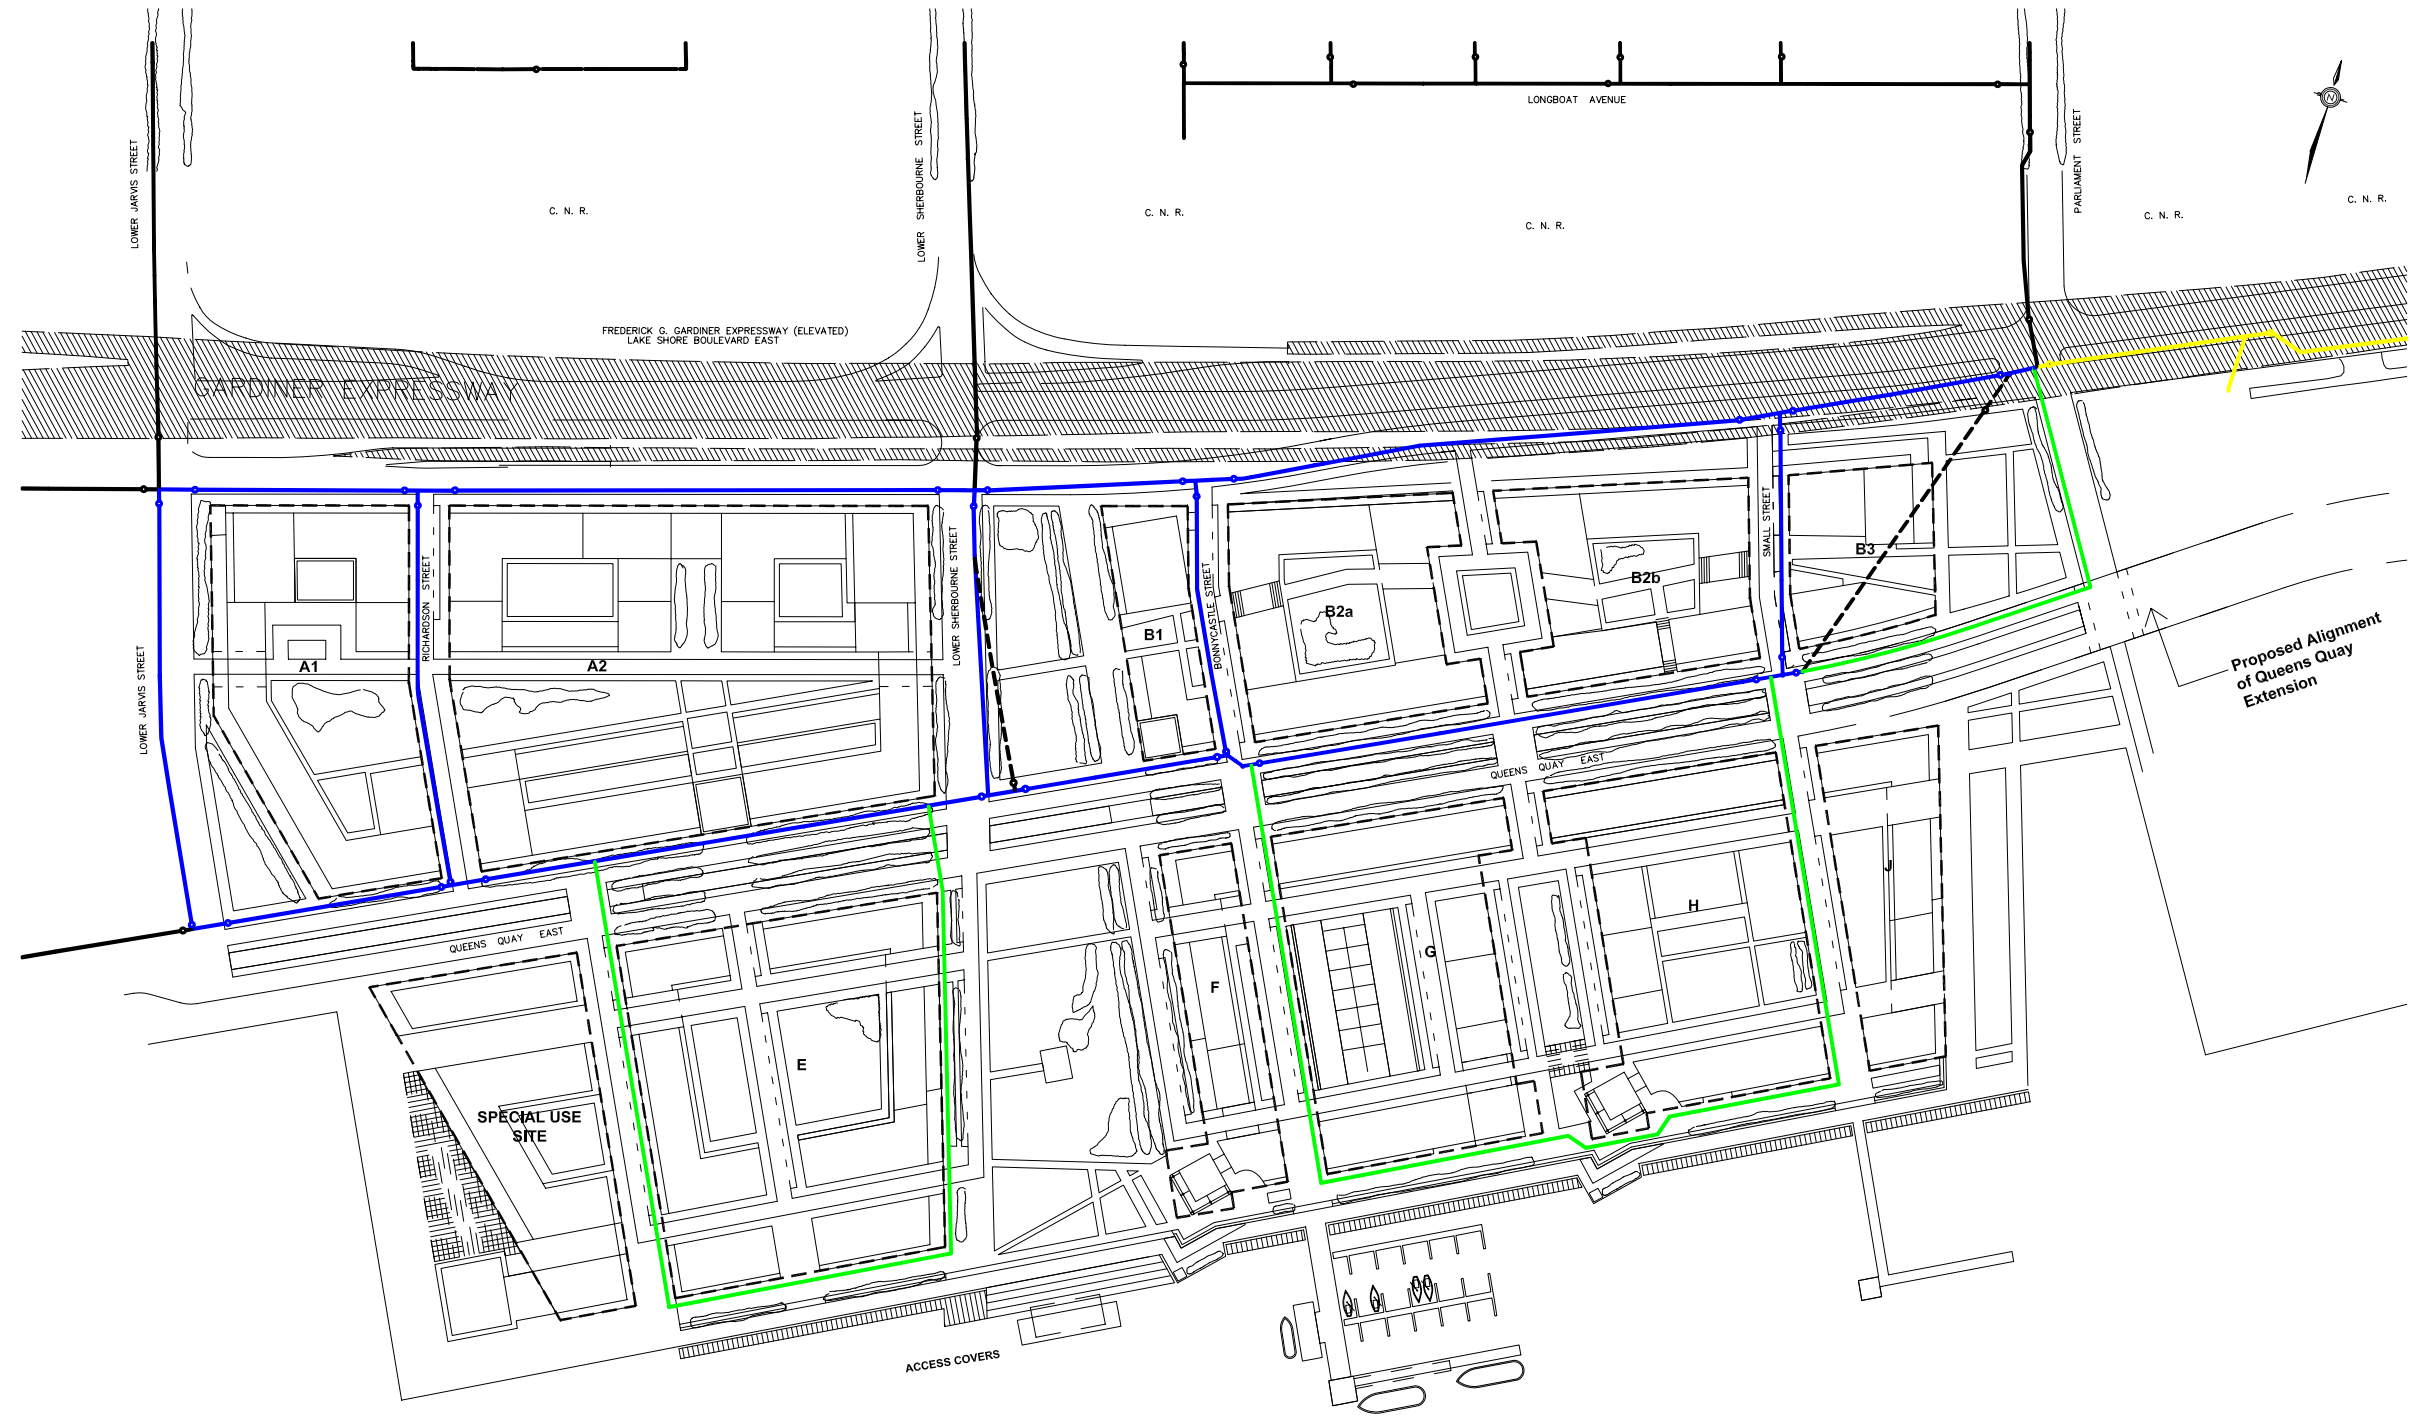 LONGBOAT AVENUE
N
LOWER JARVIS STREET
LOWER SHERBOURNE STREET
PARLIAMENT STREET
C. N. R.
C. N. R.
C. N. R.
C. N. R.
C. N. R.
FREDERICK G. GARDINER EXPRESSWAY (ELEVATED)
LAKE SHORE BOULEVARD EAST
GARDINER EXPRESSWAY
LOWER JARVIS STREET
RICHARDSON STREET
LOWER SHERBOURNE STREET
BONNYCASTLE STREET
SMALL STREET
A1
A2
B1
B2a
B2b
B3
Proposed Alignment
of Queens Quay
Extension
QUEENS QUAY EAST
QUEENS QUAY EAST
E
F
G
H
J
SPECIAL USE
SITE
ACCESS COVERS